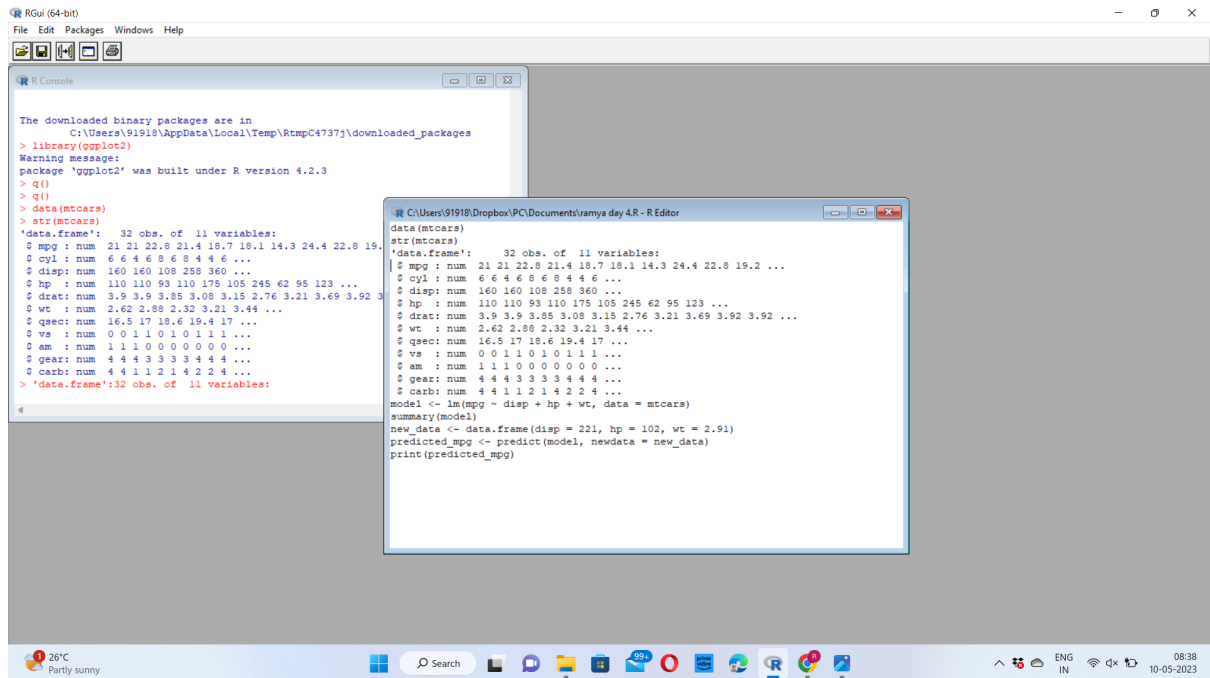 RGui (64-bit)
File Edit Packages Windows Help
R Console
The downloaded binary packages are in
C:\Users\91918\AppData\Local\Temp\RtmpC4737j\downloaded_packages
> library(ggplot2)
Warning message:
package ‘ggplot2’ was built under R version 4.2.3
> q()
> q()
> data(mtcars)
> str(mtcars)
'data.frame':   32 obs. of  11 variables:
$ mpg : num  21 21 22.8 21.4 18.7 18.1 14.3 24.4 22.8 19.
$ cyl : num  6 6 4 6 8 6 8 4 4 6 ...
$ disp: num  160 160 108 258 360 ...
$ hp  : num  110 110 93 110 175 105 245 62 95 123 ...
$ drat: num  3.9 3.9 3.85 3.08 3.15 2.76 3.21 3.69 3.92 3
$ wt  : num  2.62 2.88 2.32 3.21 3.44 ...
$ qsec: num  16.5 17 18.6 19.4 17 ...
$ vs  : num  0 0 1 1 0 1 0 1 1 1 ...
$ am  : num  1 1 1 0 0 0 0 0 0 0 ...
$ gear: num  4 4 4 3 3 3 3 4 4 4 ...
$ carb: num  4 4 1 1 2 1 4 2 2 4 ...
> 'data.frame':32 obs. of  11 variables:
C:\Users\91918\Dropbox\PC\Documents\ramya day 4.R - R Editor
data(mtcars)
str(mtcars)
'data.frame':   32 obs. of  11 variables:
$ mpg : num  21 21 22.8 21.4 18.7 18.1 14.3 24.4 22.8 19.2 ...
$ cyl : num  6 6 4 6 8 6 8 4 4 6 ...
$ disp: num  160 160 108 258 360 ...
$ hp  : num  110 110 93 110 175 105 245 62 95 123 ...
$ drat: num  3.9 3.9 3.85 3.08 3.15 2.76 3.21 3.69 3.92 3.92 ...
$ wt  : num  2.62 2.88 2.32 3.21 3.44 ...
$ qsec: num  16.5 17 18.6 19.4 17 ...
$ vs  : num  0 0 1 1 0 1 0 1 1 1 ...
$ am  : num  1 1 1 0 0 0 0 0 0 0 ...
$ gear: num  4 4 4 3 3 3 3 4 4 4 ...
$ carb: num  4 4 1 1 2 1 4 2 2 4 ...
model <- lm(mpg ~ disp + hp + wt, data = mtcars)
summary(model)
new_data <- data.frame(disp = 221, hp = 102, wt = 2.91)
predicted_mpg <- predict(model, newdata = new_data)
print(predicted_mpg)
1
26°C
Partly sunny
Search
99+
prime video
R
ENG
IN
08:38
10-05-2023